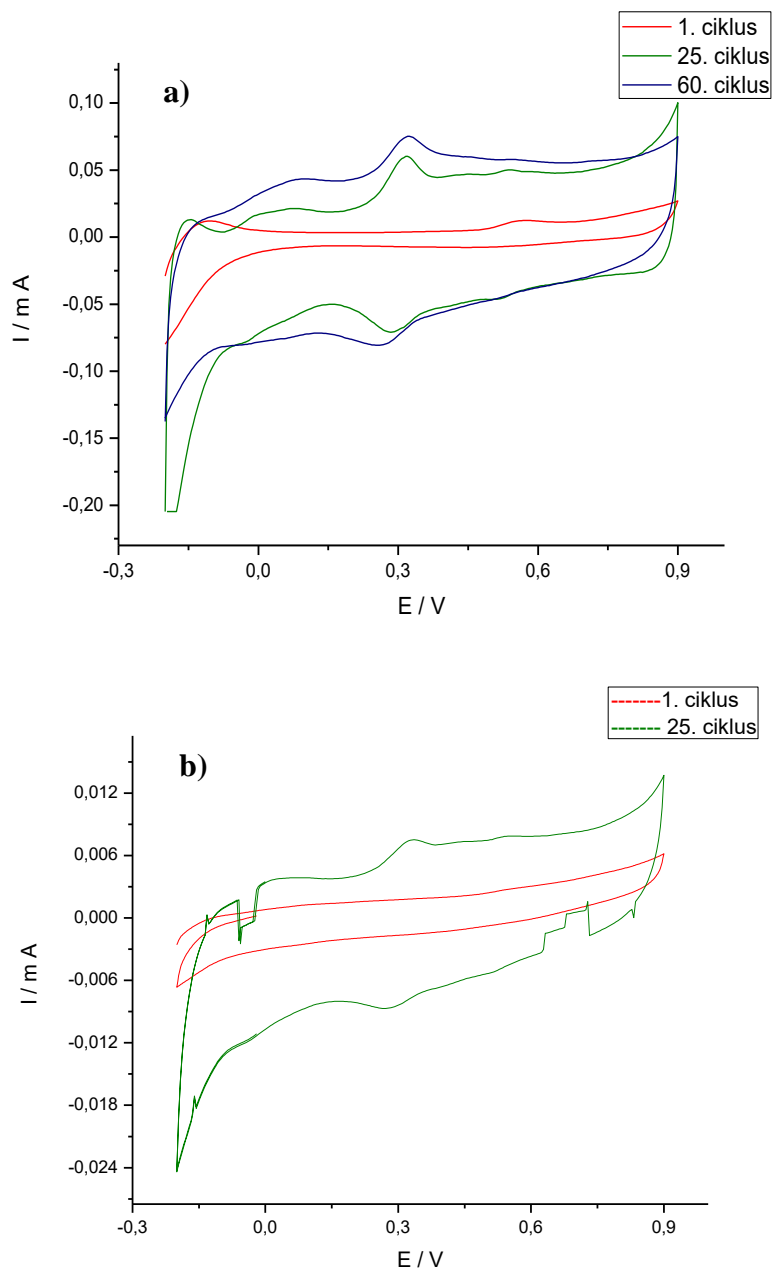 1. ciklus
25. ciklus
60. ciklus
a)
0,10
0,05
0,00
-0,05
-0,10
-0,15
-0,20
I / m A
-0,3 0,0 0,3 0,6 0,9
E / V
1. ciklus
25. ciklus
b)
0,012
0,006
0,000
-0,006
-0,012
-0,018
-0,024
I / m A
-0,3 0,0 0,3 0,6 0,9
E / V